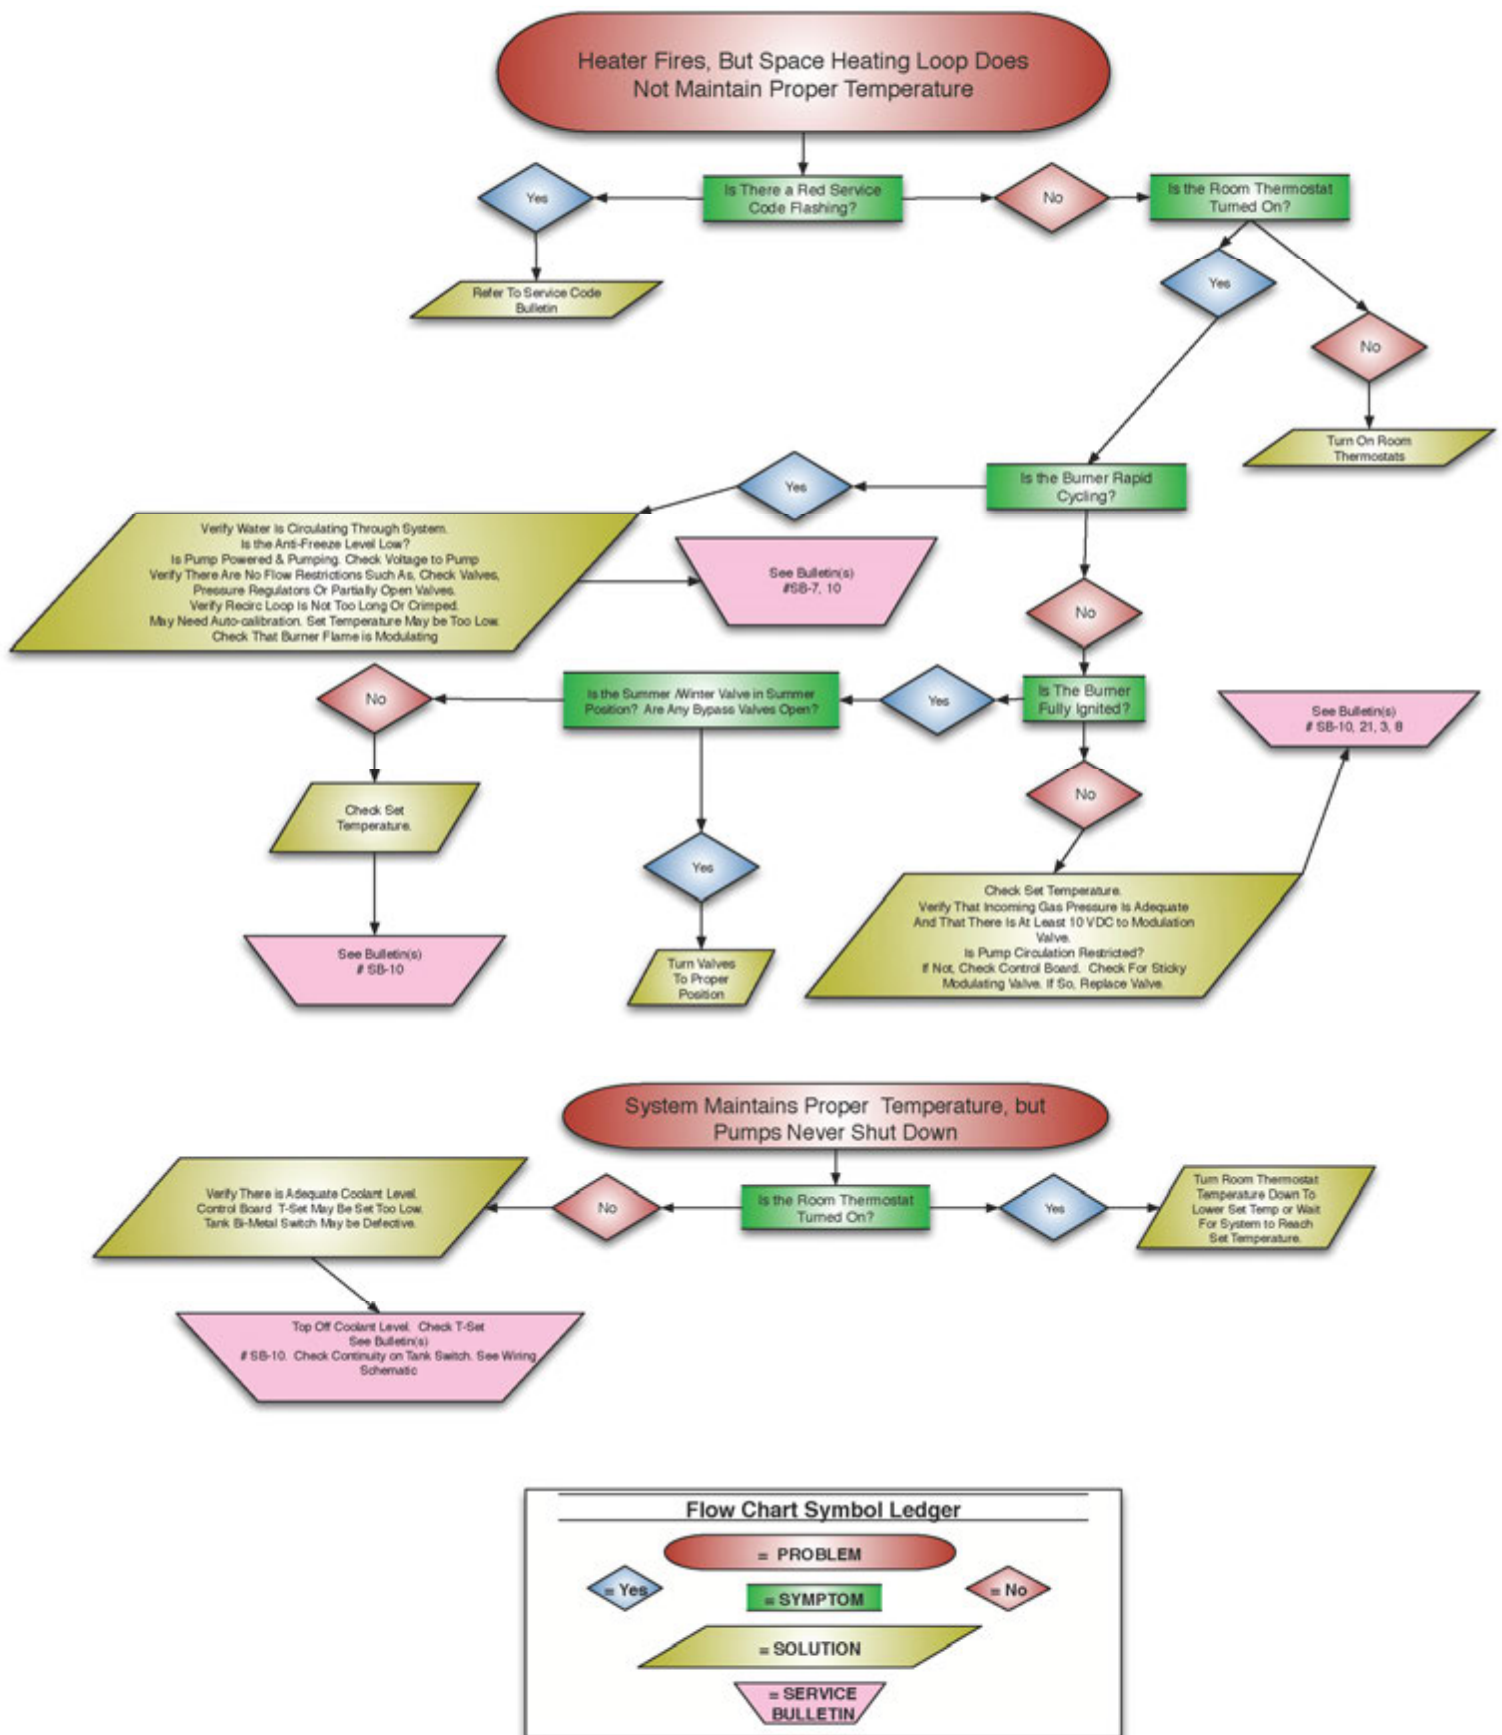 Heater Fires, But Space Heating Loop Does
Not Maintain Proper Temperature
Yes
Is There a Red Service
Code Flashing?
No
Is the Room Thermostat
Turned On?
Refer To Service Code
Bulletin
Yes
No
Turn On Room
Thermostats
Is the Burner Rapid
Cycling?
Yes
Verify Water Is Circulating Through System.
Is the Anti-Freeze Level Low?
Is Pump Powered & Pumping. Check Voltage to Pump
Verify There Are No Flow Restrictions Such As, Check Valves,
Pressure Regulators Or Partially Open Valves.
Verify Recirc Loop Is Not Too Long Or Crimped.
May Need Auto-calibration. Set Temperature May be Too Low.
Check That Burner Flame is Modulating
See Bulletin(s)
#SB-7, 10
No
Is The Burner
Fully Ignited?
Yes
Is the Summer /Winter Valve in Summer
Position? Are Any Bypass Valves Open?
No
Check Set
Temperature.
See Bulletin(s)
# SB-10
Yes
Turn Valves
To Proper
Position
No
Check Set Temperature.
Verify That Incoming Gas Pressure Is Adequate
And That There Is At Least 10 VDC to Modulation
Valve.
Is Pump Circulation Restricted?
If Not, Check Control Board. Check For Sticky
Modulating Valve. If So, Replace Valve.
See Bulletin(s)
# SB-10, 21, 3, 8
System Maintains Proper Temperature, but
Pumps Never Shut Down
Is the Room Thermostat
Turned On?
No
Verify There is Adequate Coolant Level.
Control Board T-Set May Be Set Too Low.
Tank Bi-Metal Switch May be Defective.
Top Off Coolant Level. Check T-Set
See Bulletin(s)
# SB-10. Check Continuity on Tank Switch. See Wiring
Schematic
Yes
Turn Room Thermostat
Temperature Down To
Lower Set Temp or Wait
For System to Reach
Set Temperature.
Flow Chart Symbol Ledger
= PROBLEM
= Yes
= SYMPTOM
= No
= SOLUTION
= SERVICE
BULLETIN